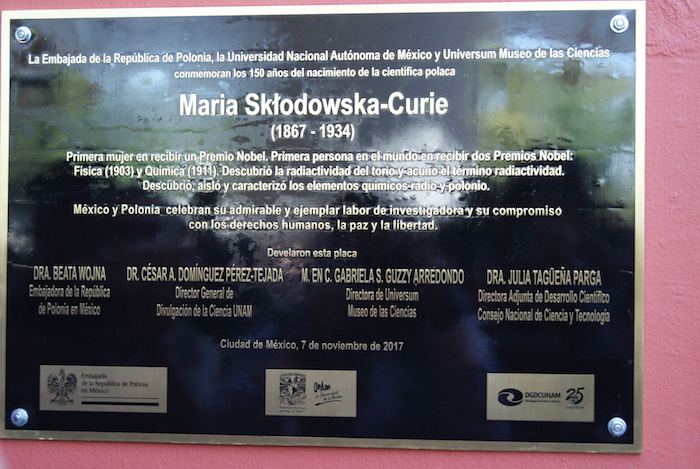 La Embajada de la República de Polonia, la Universidad Nacional Autónoma de México y Universum Museo de las Ciencias
conmemoran los 150 años del nacimiento de la científica polaca
Maria Skłodowska-Curie
(1867 - 1934)
Primera mujer en recibir un Premio Nobel. Primera persona en el mundo en recibir dos Premios Nobel:
Física (1903) y Química (1911). Descubrió la radiactividad del torio y acuñó el término radiactividad.
Descubrió, aisló y caracterizó los elementos químicos radio y polonio.
México y Polonia celebran su admirable y ejemplar labor de investigadora y su compromiso
con los derechos humanos, la paz y la libertad.
Develaron esta placa
DRA. BEATA WOJNA
Embajadora de la República
de Polonia en México
DR. CÉSAR A. DOMÍNGUEZ PÉREZ-TEJADA
Director General de
Divulgación de la Ciencia UNAM
M. EN C. GABRIELA S. GUZZY ARREDONDO
Directora de Universum
Museo de las Ciencias
DRA. JULIA TAGÜEÑA PARGA
Directora Adjunta de Desarrollo Científico
Consejo Nacional de Ciencia y Tecnología
Ciudad de México, 7 de noviembre de 2017
Embajada
de la República de Polonia
en México
unam
DGDCUNAM
25